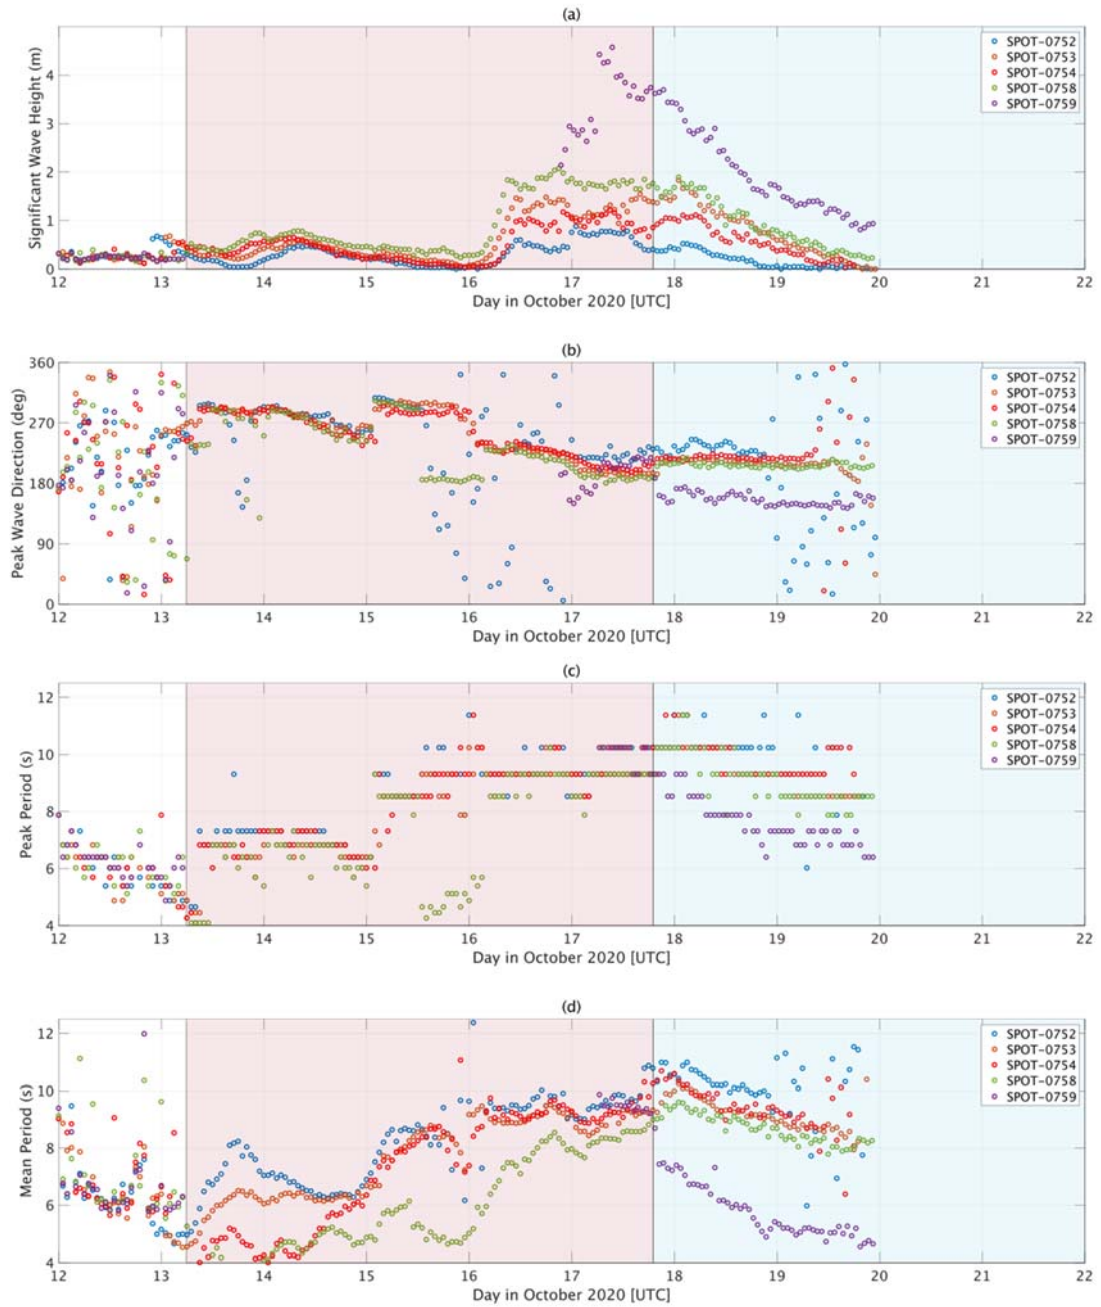 (a)
Significant Wave Height (m)
4
3
2
1
0
SPOT-0752
SPOT-0753
SPOT-0754
SPOT-0758
SPOT-0759
12 13 14 15 16 17 18 19 20 21 22
Day in October 2020 [UTC]
(b)
Peak Wave Direction (deg)
360
270
180
90
0
SPOT-0752
SPOT-0753
SPOT-0754
SPOT-0758
SPOT-0759
12 13 14 15 16 17 18 19 20 21 22
Day in October 2020 [UTC]
(c)
Peak Period (s)
12
10
8
6
4
SPOT-0752
SPOT-0753
SPOT-0754
SPOT-0758
SPOT-0759
12 13 14 15 16 17 18 19 20 21 22
Day in October 2020 [UTC]
(d)
Mean Period (s)
12
10
8
6
4
SPOT-0752
SPOT-0753
SPOT-0754
SPOT-0758
SPOT-0759
12 13 14 15 16 17 18 19 20 21 22
Day in October 2020 [UTC]